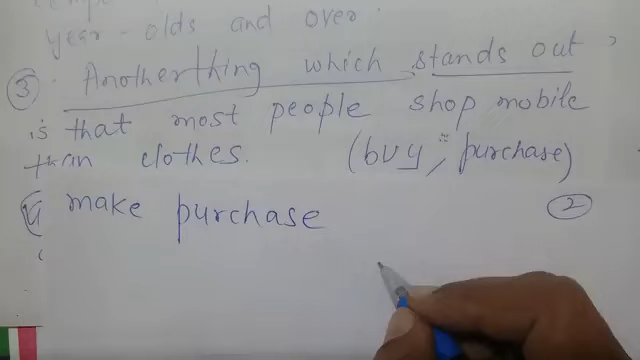 year-olds and over.
③. Anotherthing which stands out
is that most people shop mobile
than clothes. (buy, purchase)
make purchase ②